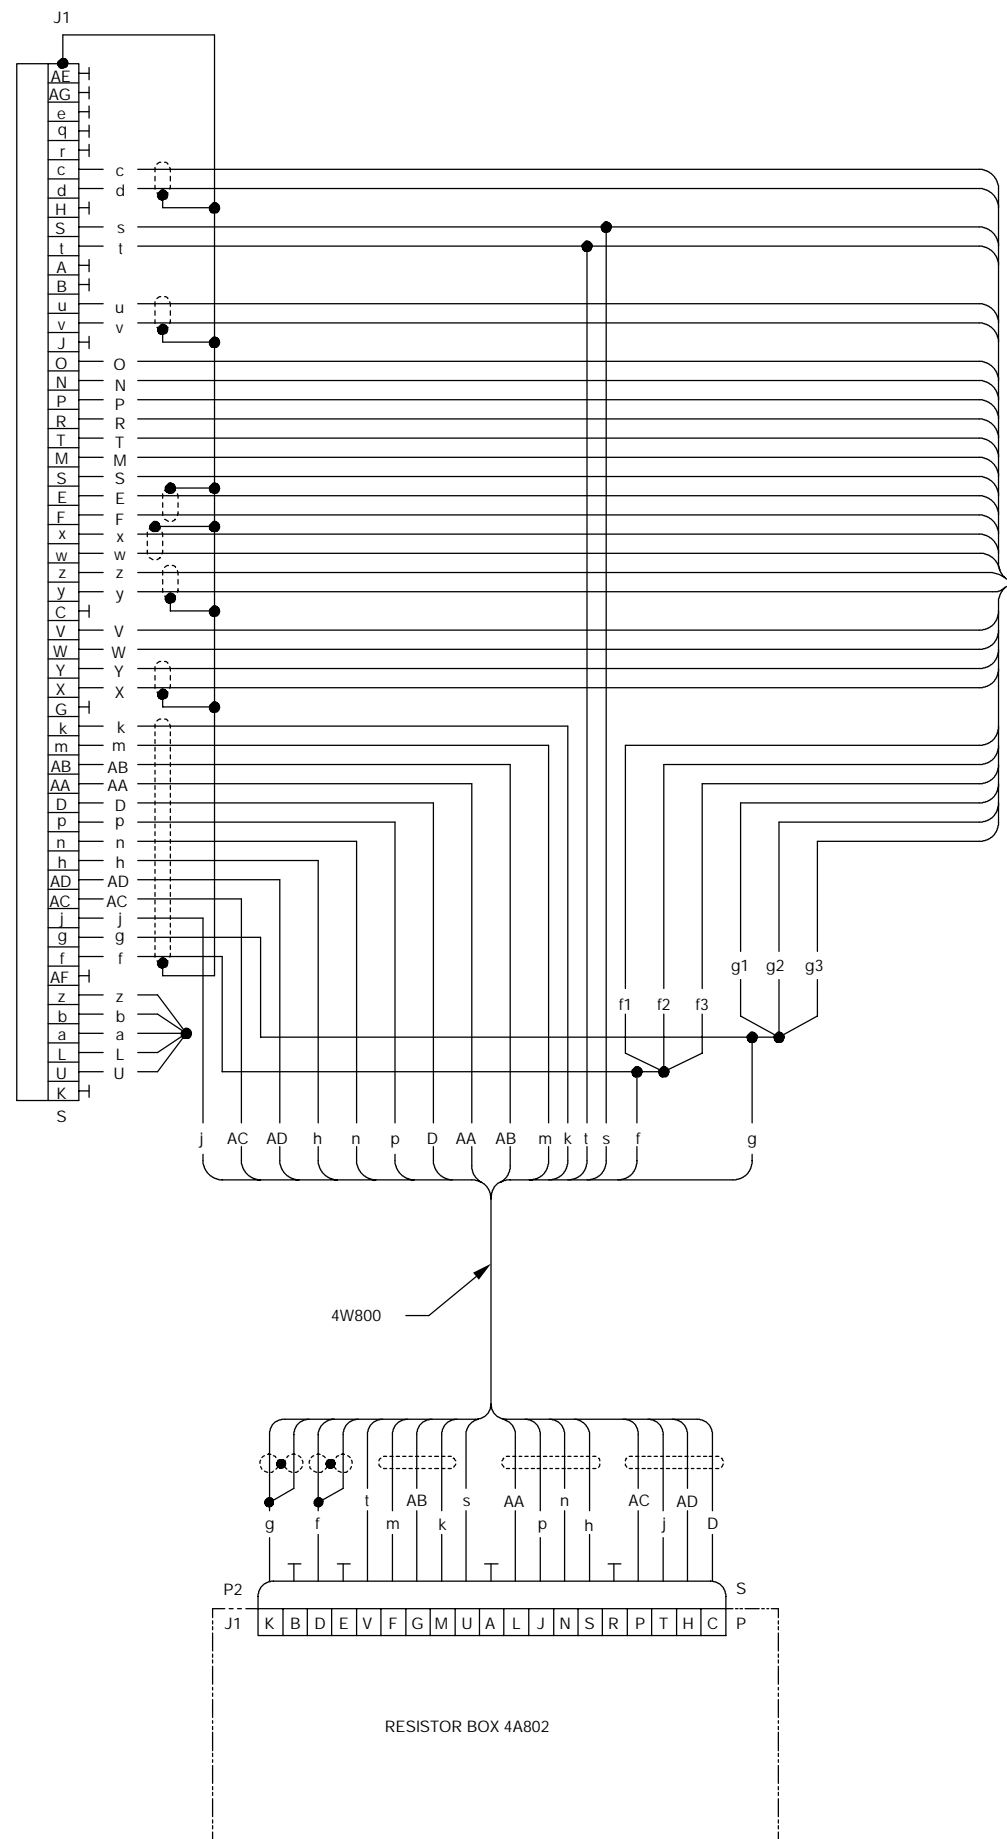 J1
AE
AG
e
q
r
c c c
d d d
H
S s
t t
A
B
u u u
v v v
J
O O
N N
P P
R R
T T
M M
S S
E E
F F
x x
w w
z z
y y
C
V V
W W
Y Y
X X
G
k k
m m
AB AB
AA AA
D D
p p
n n
h h
AD AD
AC AC
j j
g g
f f
AF
z z
b b
a a
L L
U U
K
S
g1 g2 g3
f1 f2 f3
j AC AD h n p D AA AB m k t s f g
4W800
t AB s AA n AC AD
g f m k p h j D
P2 S
J1 K B D E V F G M U A L J N S R P T H C P
RESISTOR BOX 4A802